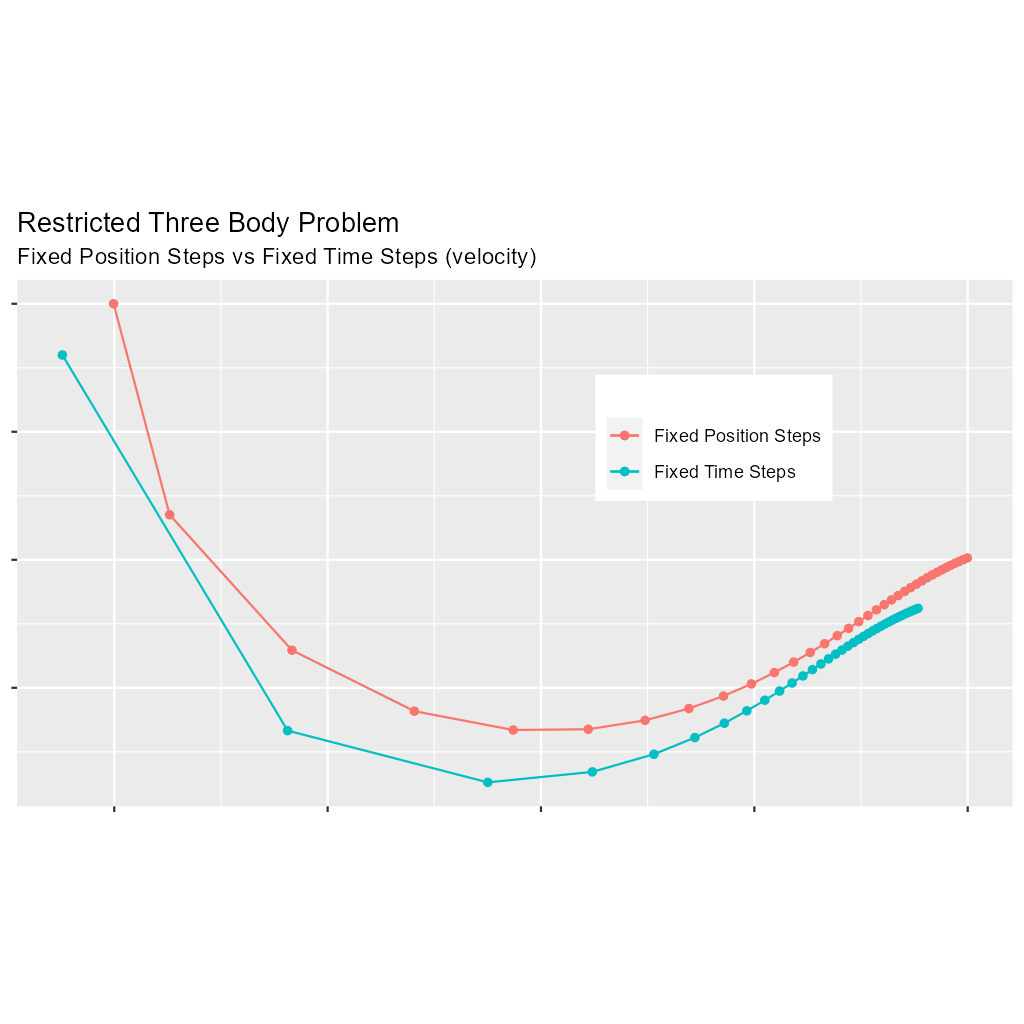 Restricted Three Body Problem
Fixed Position Steps vs Fixed Time Steps (velocity)
Fixed Position Steps
Fixed Time Steps